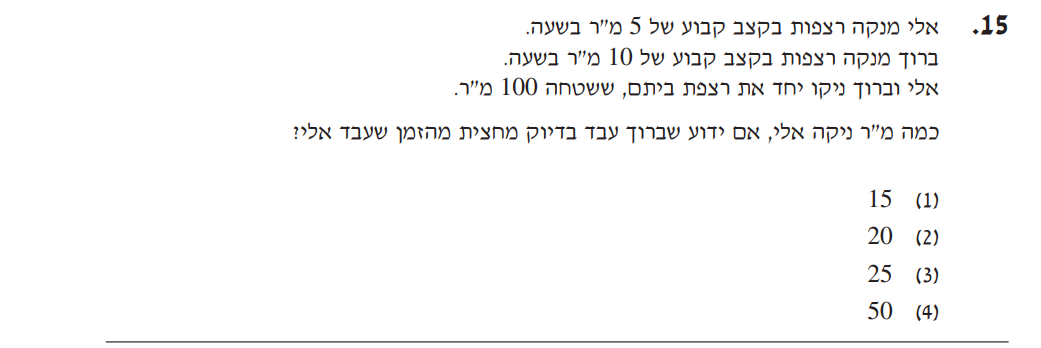 15. אלי מנקה רצפות בקצב קבוע של 5 מ"ר בשעה.
ברוך מנקה רצפות בקצב קבוע של 10 מ"ר בשעה.
אלי וברוך ניקו יחד את רצפת ביתם, ששטחה 100 מ"ר.
כמה מ"ר ניקה אלי, אם ידוע שברוך עבד בדיוק מחצית מהזמן שעבד אלי?
(1) 15
(2) 20
(3) 25
(4) 50